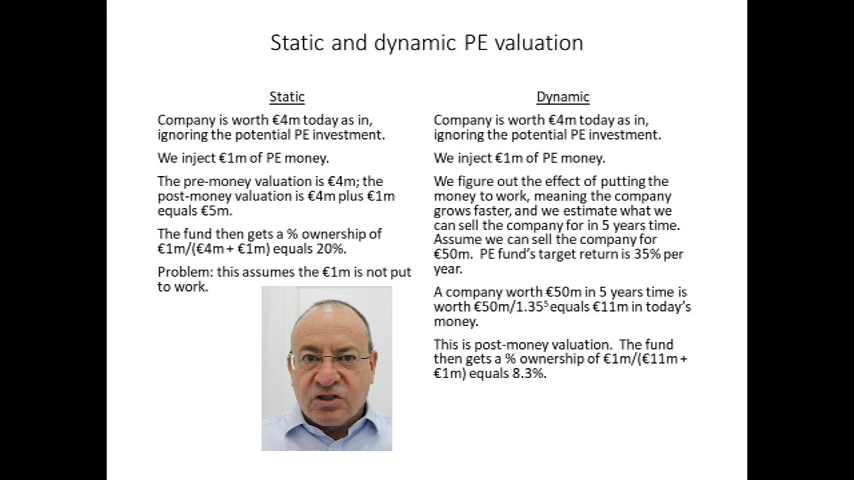 Static and dynamic PE valuation
Static
Company is worth €4m today as in,
ignoring the potential PE investment.
We inject €1m of PE money.
The pre-money valuation is €4m; the
post-money valuation is €4m plus €1m
equals €5m.
The fund then gets a % ownership of
€1m/(€4m + €1m) equals 20%.
Problem: this assumes the €1m is not put
to work.
Dynamic
Company is worth €4m today as in,
ignoring the potential PE investment.
We inject €1m of PE money.
We figure out the effect of putting the
money to work, meaning the company
grows faster, and we estimate what we
can sell the company for in 5 years time.
Assume we can sell the company for
€50m. PE fund's target return is 35% per
year.
A company worth €50m in 5 years time is
worth €50m/1.35⁵ equals €11m in today's
money.
This is post-money valuation. The fund
then gets a % ownership of €1m/(€11m +
€1m) equals 8.3%.